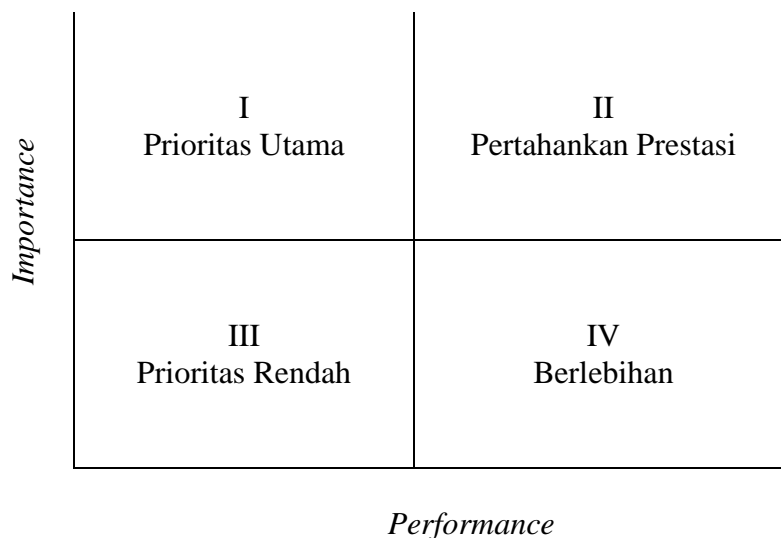 I
Prioritas Utama
II
Pertahankan Prestasi
Importance
III
Prioritas Rendah
IV
Berlebihan
Performance